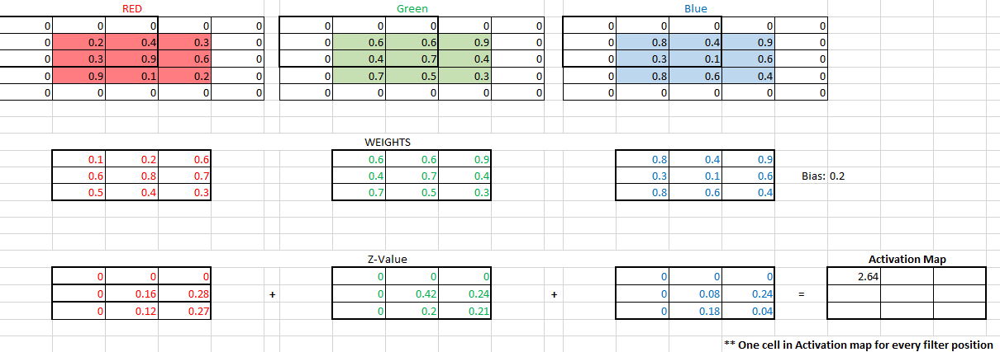 RED Green Blue
0 0 0 0 0 0 0 0 0 0 0 0 0 0 0
0 0.2 0.4 0.3 0 0 0.6 0.6 0.9 0 0 0.8 0.4 0.9 0
0 0.3 0.9 0.6 0 0 0.4 0.7 0.4 0 0 0.3 0.1 0.6 0
0 0.9 0.1 0.2 0 0 0.7 0.5 0.3 0 0 0.8 0.6 0.4 0
0 0 0 0 0 0 0 0 0 0 0 0 0 0 0
WEIGHTS
0.1 0.2 0.6 0.6 0.6 0.9 0.8 0.4 0.9
0.6 0.8 0.7 0.4 0.7 0.4 0.3 0.1 0.6 Bias: 0.2
0.5 0.4 0.3 0.7 0.5 0.3 0.8 0.6 0.4
Z-Value Activation Map
0 0 0 0 0 0 0 0 0 2.64
0 0.16 0.28 + 0 0.42 0.24 + 0 0.08 0.24 =
0 0.12 0.27 0 0.2 0.21 0 0.18 0.04
** One cell in Activation map for every filter position